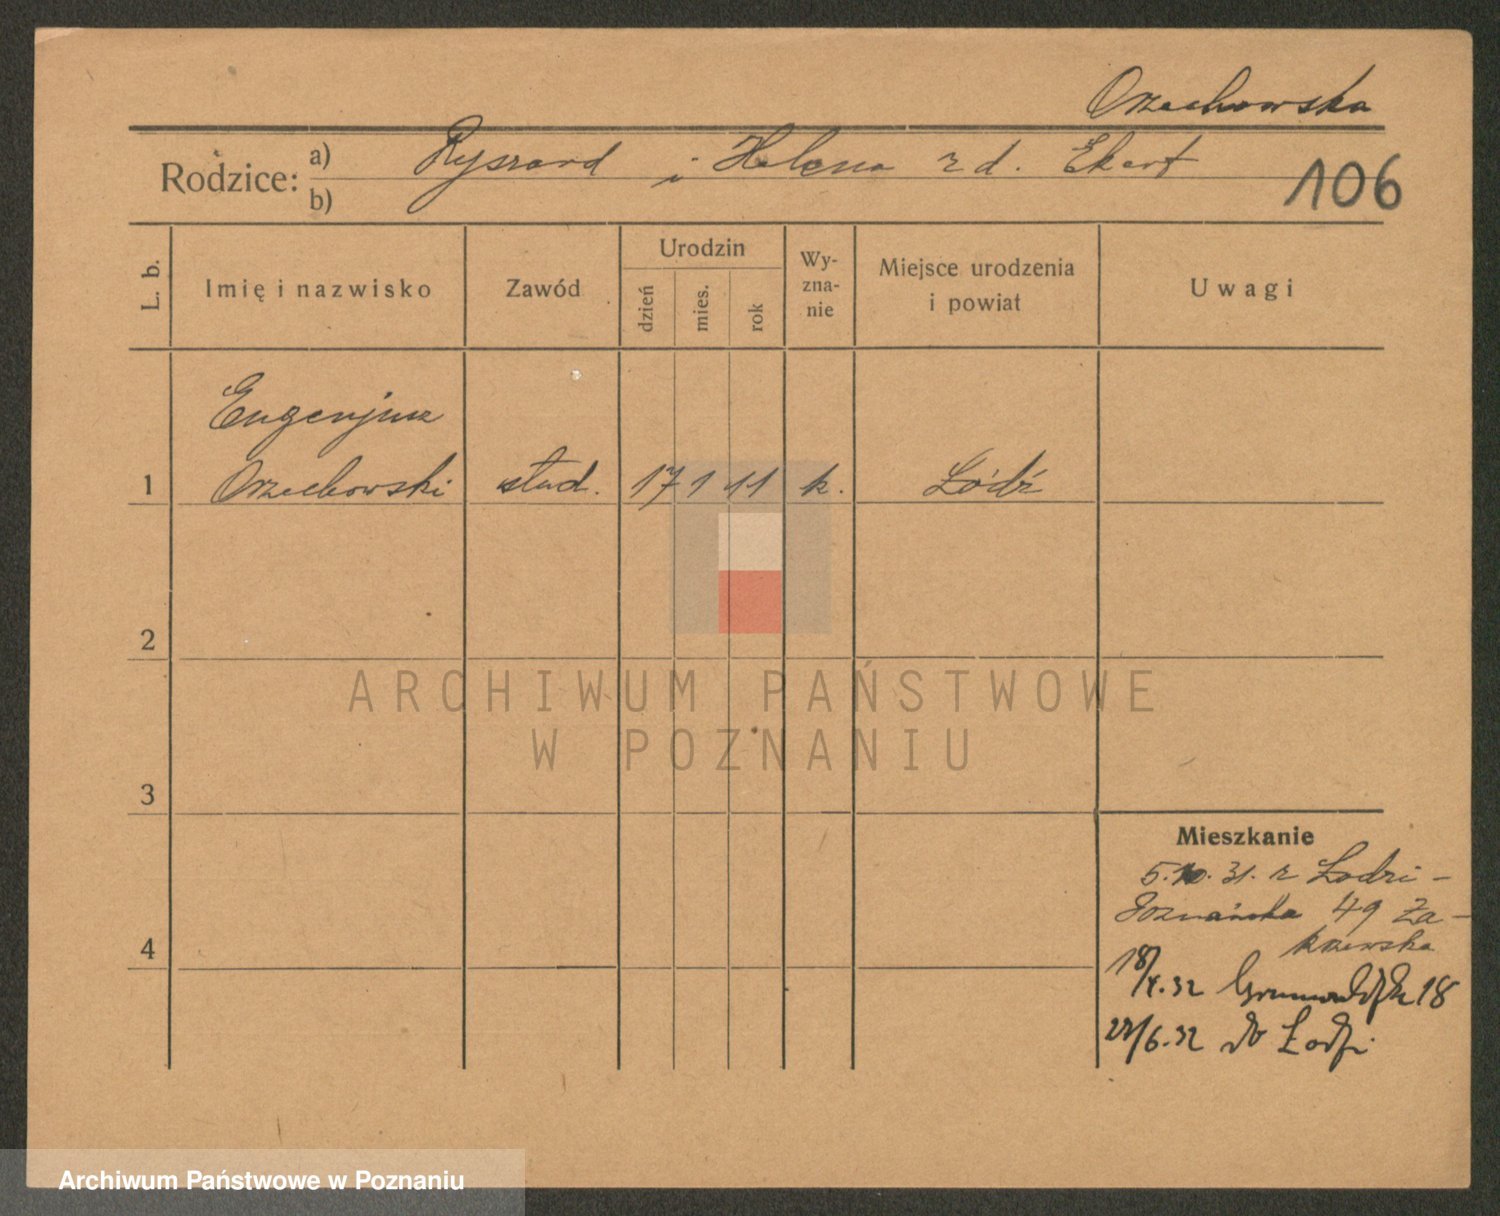 Orzechowska
Rodzice: a) Ryszard i Helena z d. Ekert
b)
106
L. b.
Imię i nazwisko
Zawód
Urodzin
dzień
mies.
rok
Wy-
zna-
nie
Miejsce urodzenia
i powiat
Uwagi
Eugenjusz
1 Orzechowski stud. 17 1 11 k. Łódź
2
3
4
ARCHIWUM PAŃSTWOWE
W POZNANIU
Mieszkanie
5.10.31. z Łodzi -
Poznańska 49 Za-
krzewska
18/ .32 18
/6.32 do Łodzi
Archiwum Państwowe w Poznaniu